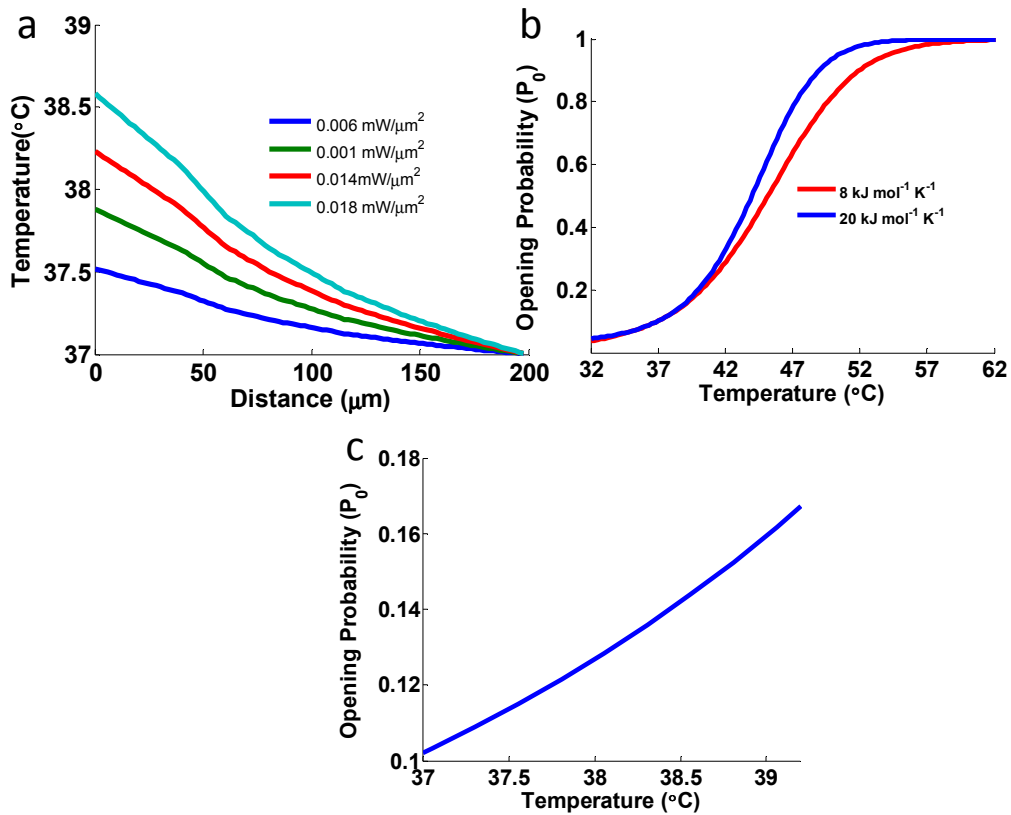 a
39
38.5
38
37.5
37
Temperature(°C)
0.006 mW/μm²
0.001 mW/μm²
0.014mW/μm²
0.018 mW/μm²
0
50
100
150
200
Distance (μm)
b
1
0.8
0.6
0.4
0.2
Opening Probability (P₀)
8 kJ mol⁻¹ K⁻¹
20 kJ mol⁻¹ K⁻¹
32
37
42
47
52
57
62
Temperature (°C)
c
0.18
0.16
0.14
0.12
0.1
Opening Probability (P₀)
37
37.5
38
38.5
39
Temperature (°C)